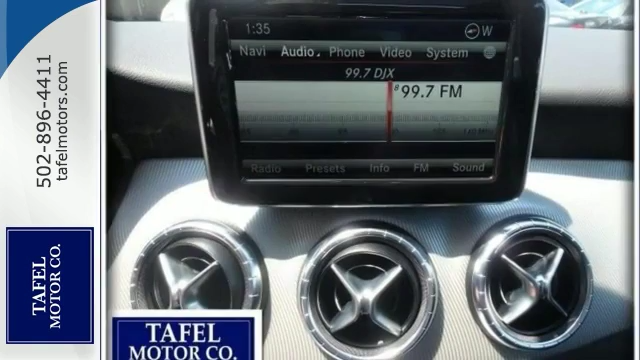 502-896-4411
tafelmotors.com
TAFEL
MOTOR CO.
1:35
W
Navi Audio Phone Video System
99.7 DJX
8 99.7 FM
Radio Presets Info FM Sound
TAFEL
MOTOR CO.